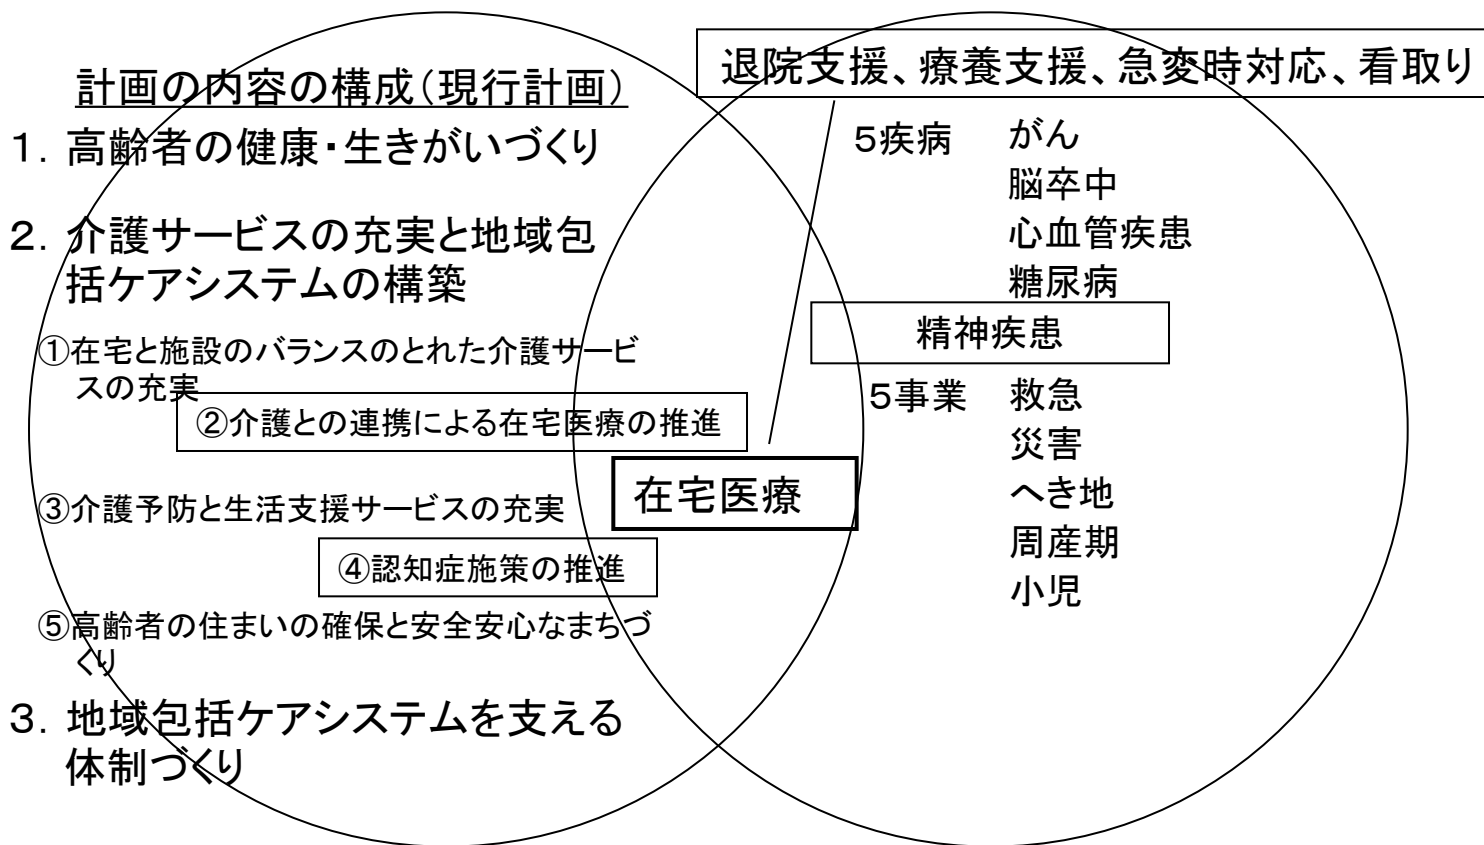 計画の内容の構成（現行計画）
１．高齢者の健康・生きがいづくり
２．介護サービスの充実と地域包
括ケアシステムの構築
①在宅と施設のバランスのとれた介護サービ
スの充実
②介護との連携による在宅医療の推進
③介護予防と生活支援サービスの充実
④認知症施策の推進
⑤高齢者の住まいの確保と安全安心なまちづ
くり
３．地域包括ケアシステムを支える
体制づくり
在宅医療
退院支援、療養支援、急変時対応、看取り
５疾病 がん
脳卒中
心血管疾患
糖尿病
精神疾患
５事業 救急
災害
へき地
周産期
小児